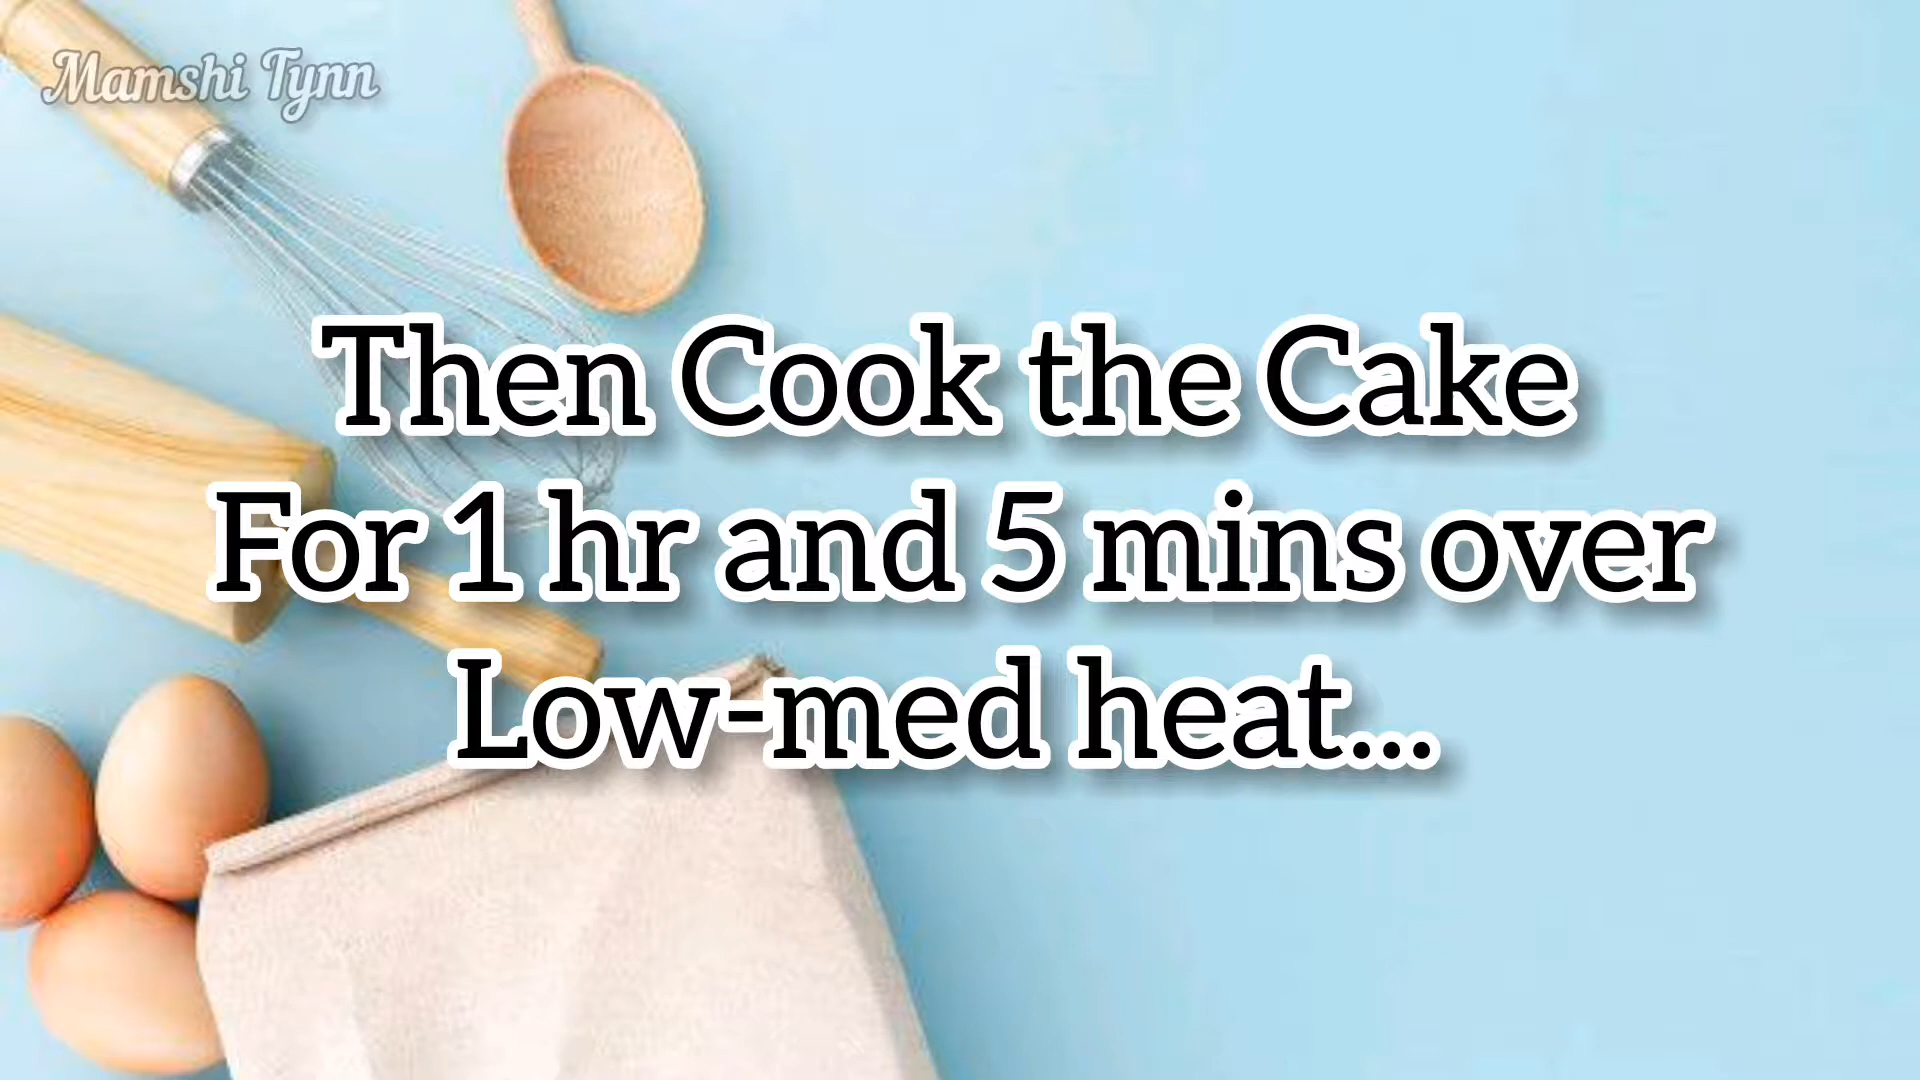 Mamshi Tynn
Then Cook the Cake
For 1 hr and 5 mins over
Low-med heat...